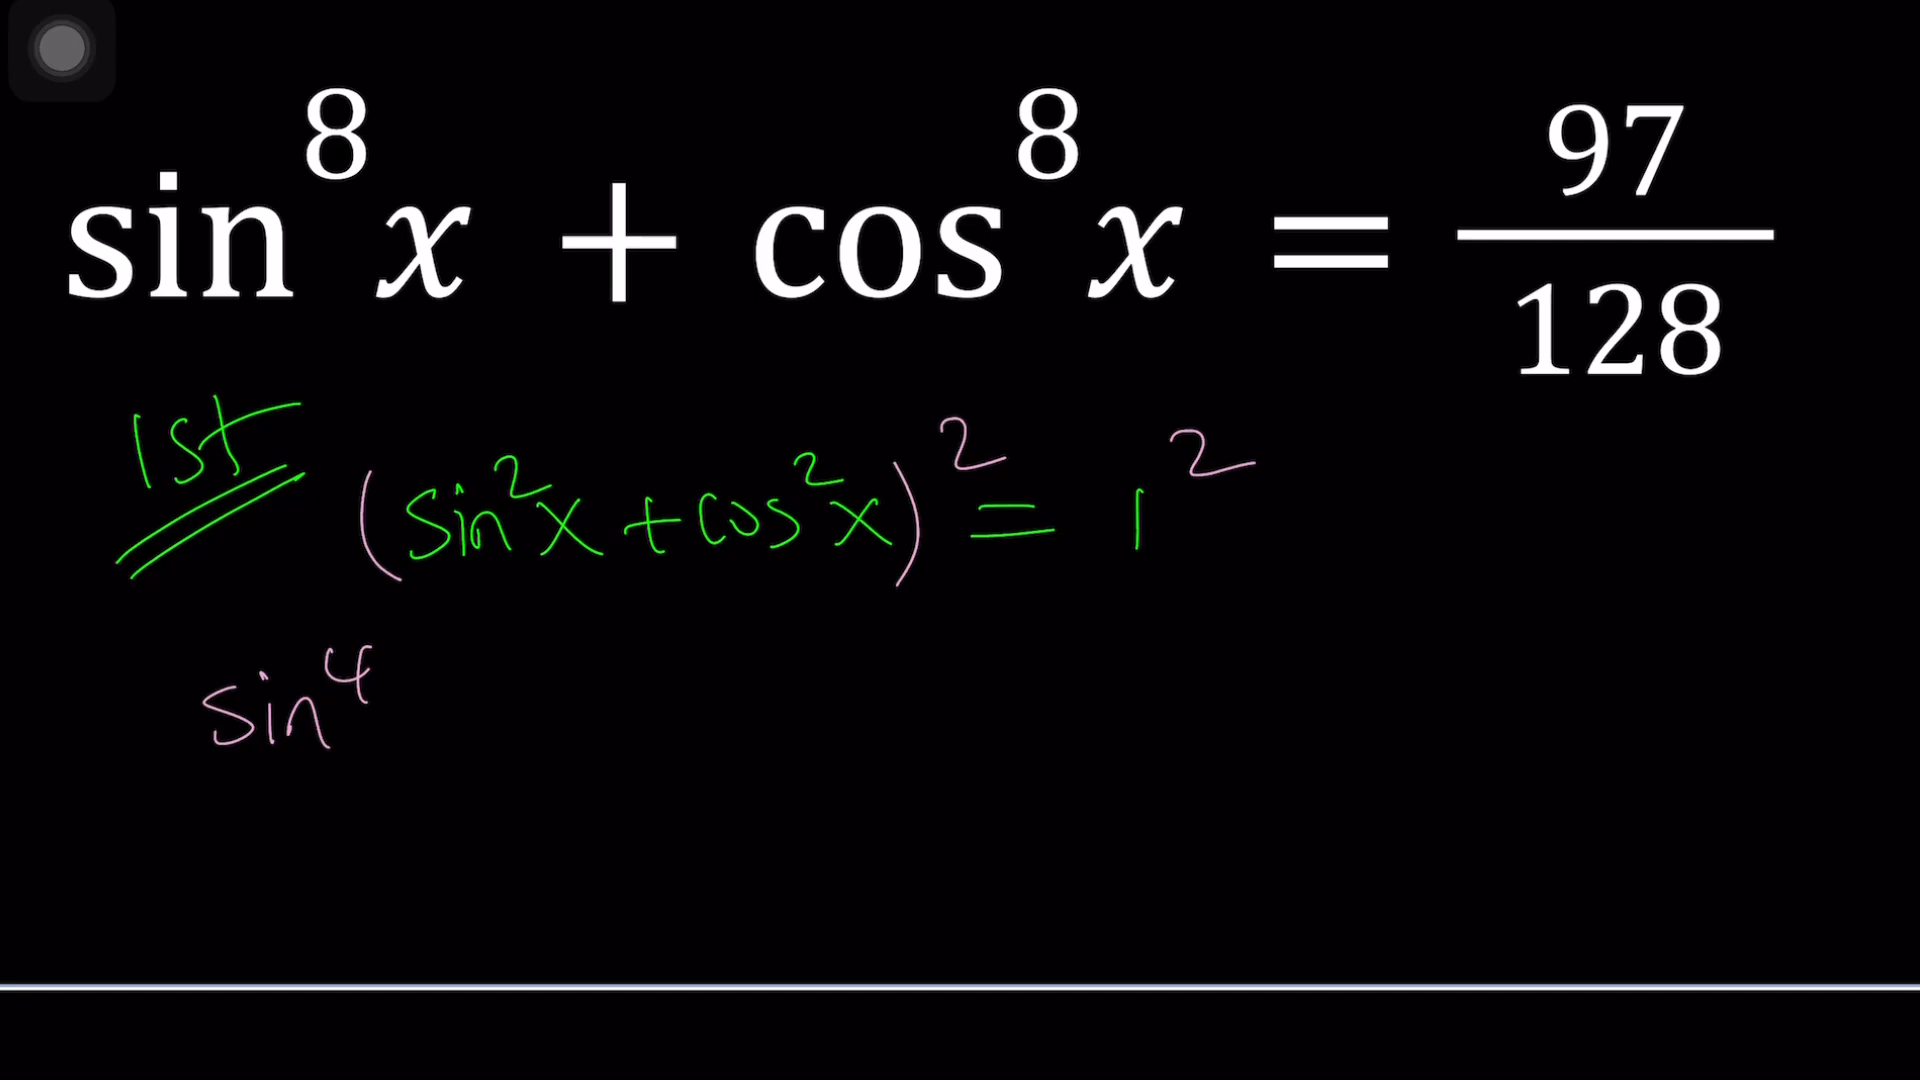 sin⁸x + cos⁸x = 97/128
1st (sin²x + cos²x)² = 1²
sin⁴